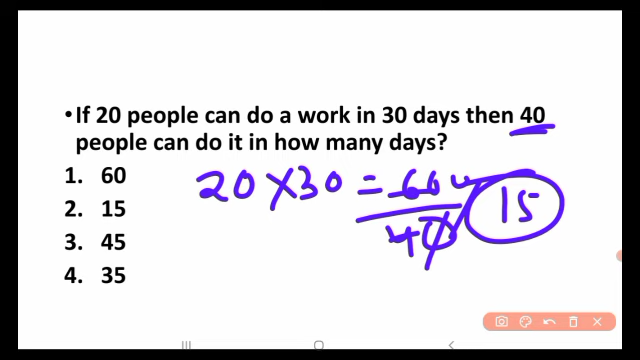 •If 20 people can do a work in 30 days then 40
people can do it in how many days?
1. 60
2. 15
3. 45
4. 35
20 X 30 = 600
40
15